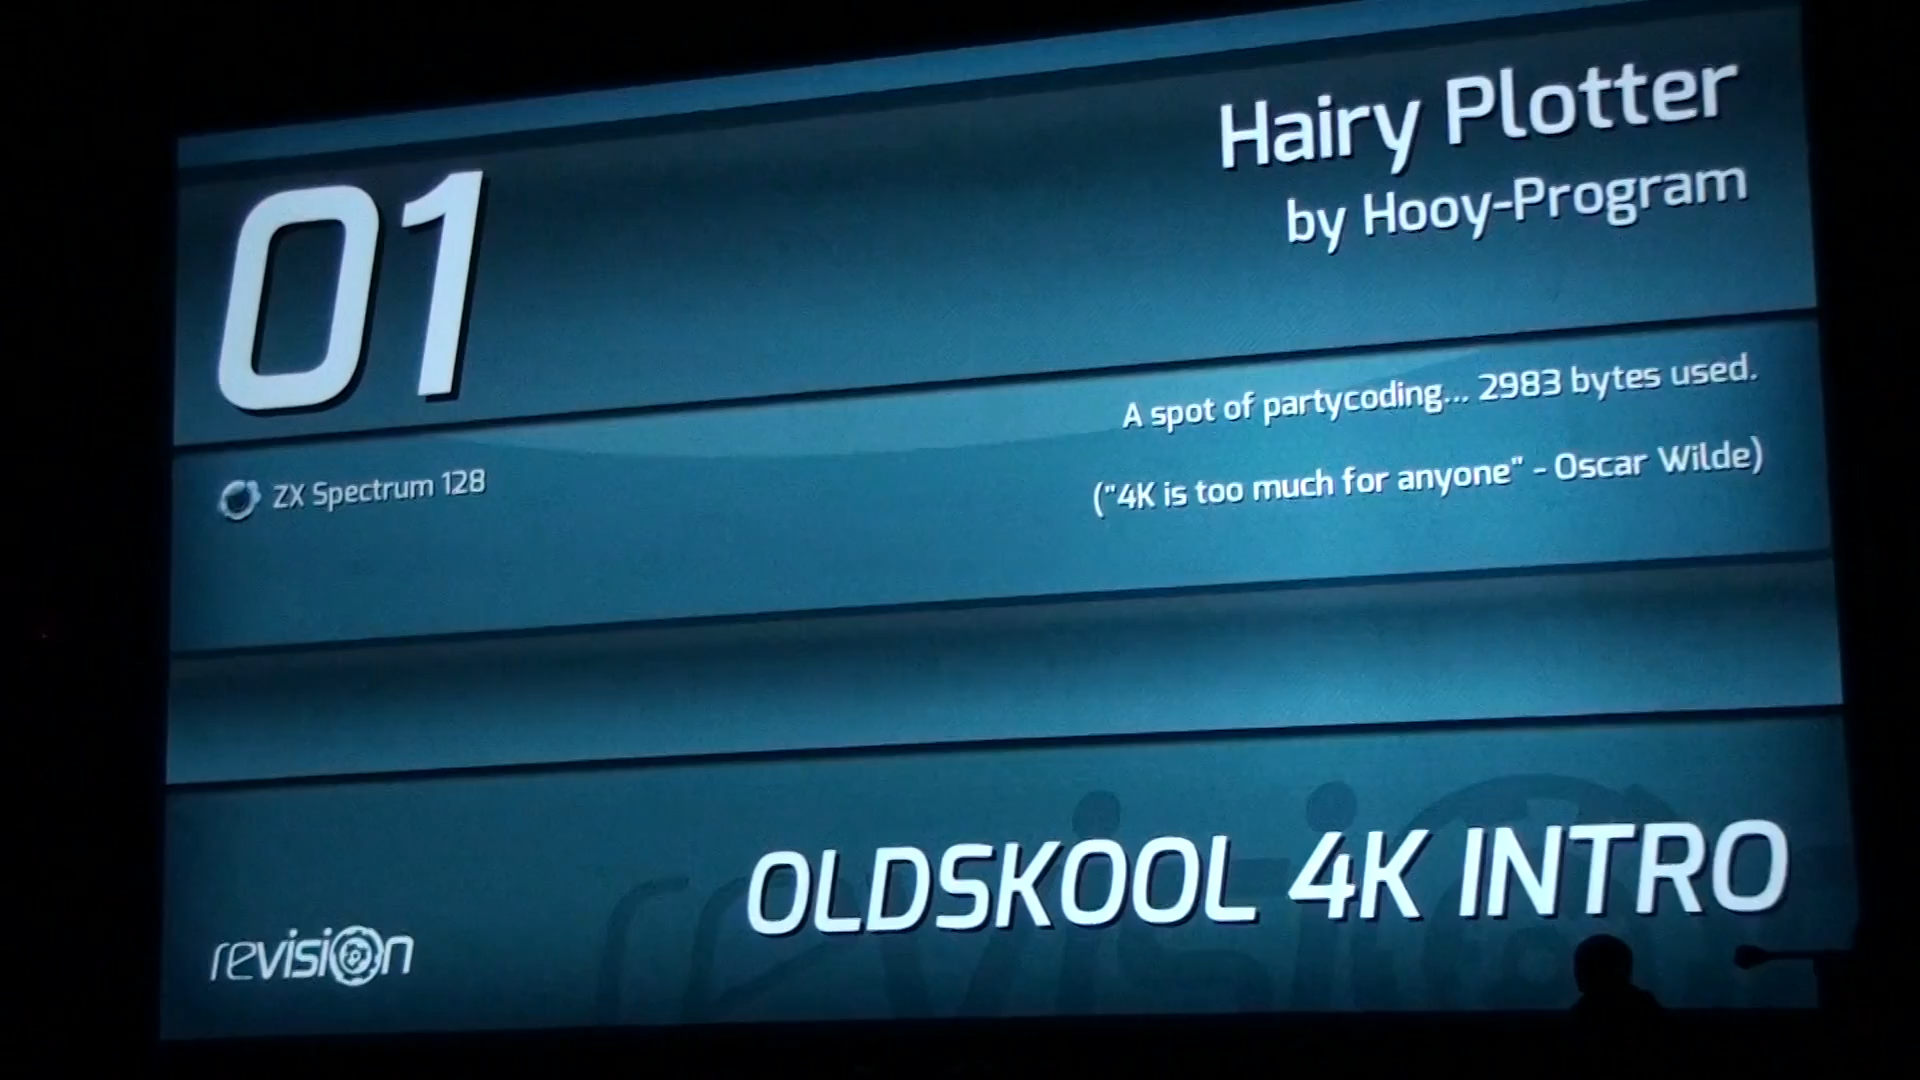 01
Hairy Plotter
by Hooy-Program
ZX Spectrum 128
A spot of partycoding... 2983 bytes used.
("4K is too much for anyone" - Oscar Wilde)
OLDSKOOL 4K INTRO
revision
revision